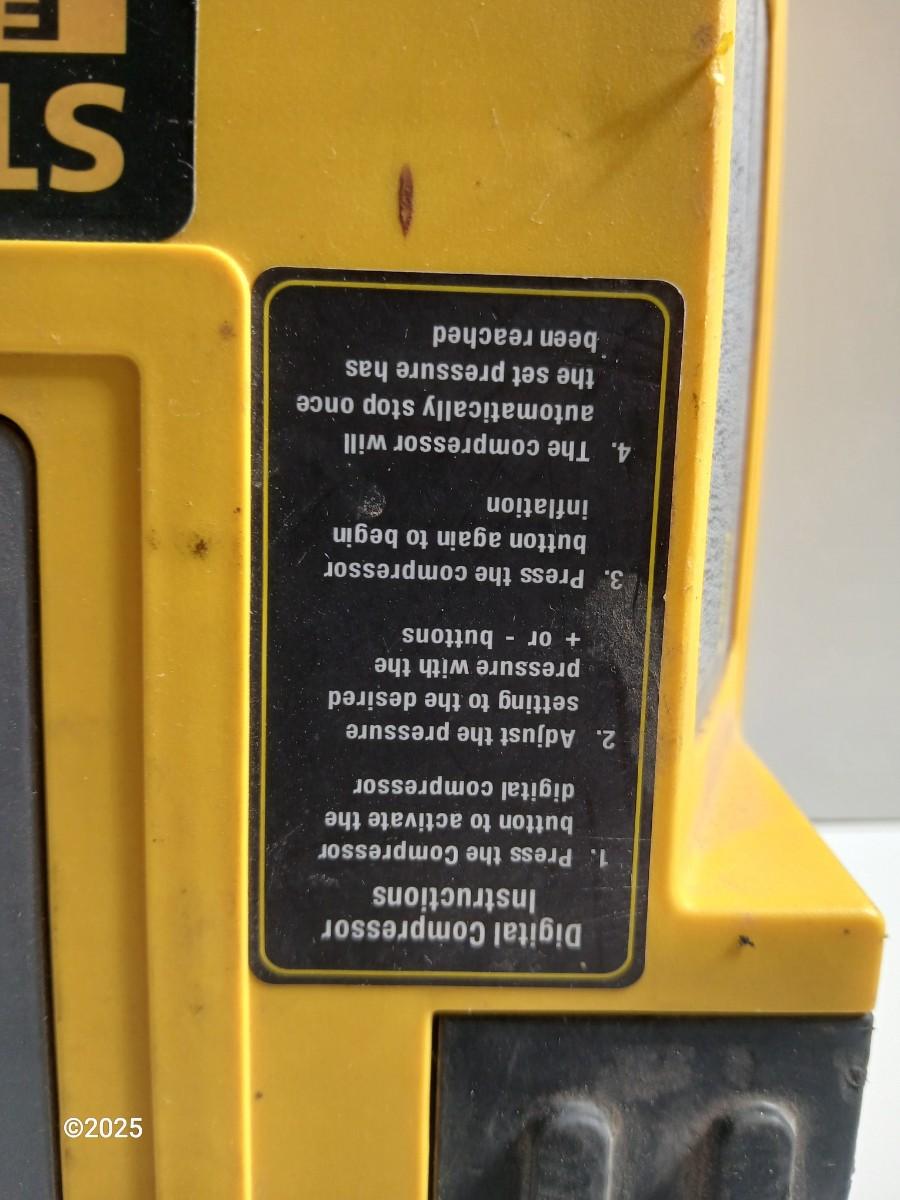 Digital Compressor
Instructions
1. Press the Compressor
button to activate the
digital compressor
2. Adjust the pressure
setting to the desired
pressure with the
+ or - buttons
3. Press the compressor
button again to begin
inflation
4. The compressor will
automatically stop once
the set pressure has
been reached
©2025